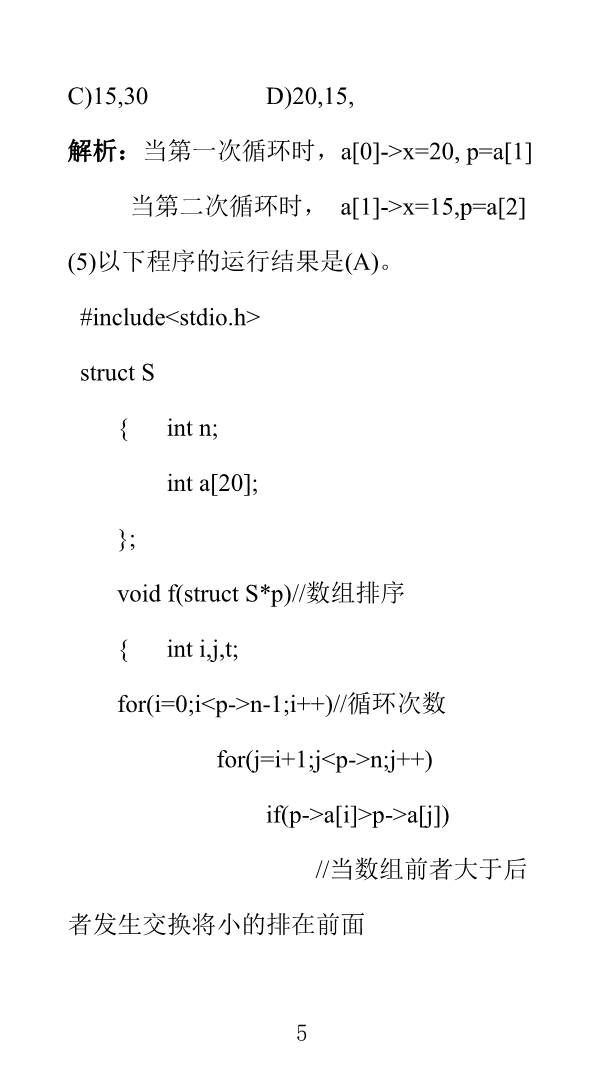 C)15,30 D)20,15,
解析：当第一次循环时，a[0]->x=20, p=a[1]
当第二次循环时， a[1]->x=15,p=a[2]
(5)以下程序的运行结果是(A)。
#include<stdio.h>
struct S
{ int n;
int a[20];
};
void f(struct S*p)//数组排序
{ int i,j,t;
for(i=0;i<p->n-1;i++)//循环次数
for(j=i+1;j<p->n;j++)
if(p->a[i]>p->a[j])
//当数组前者大于后
者发生交换将小的排在前面
5